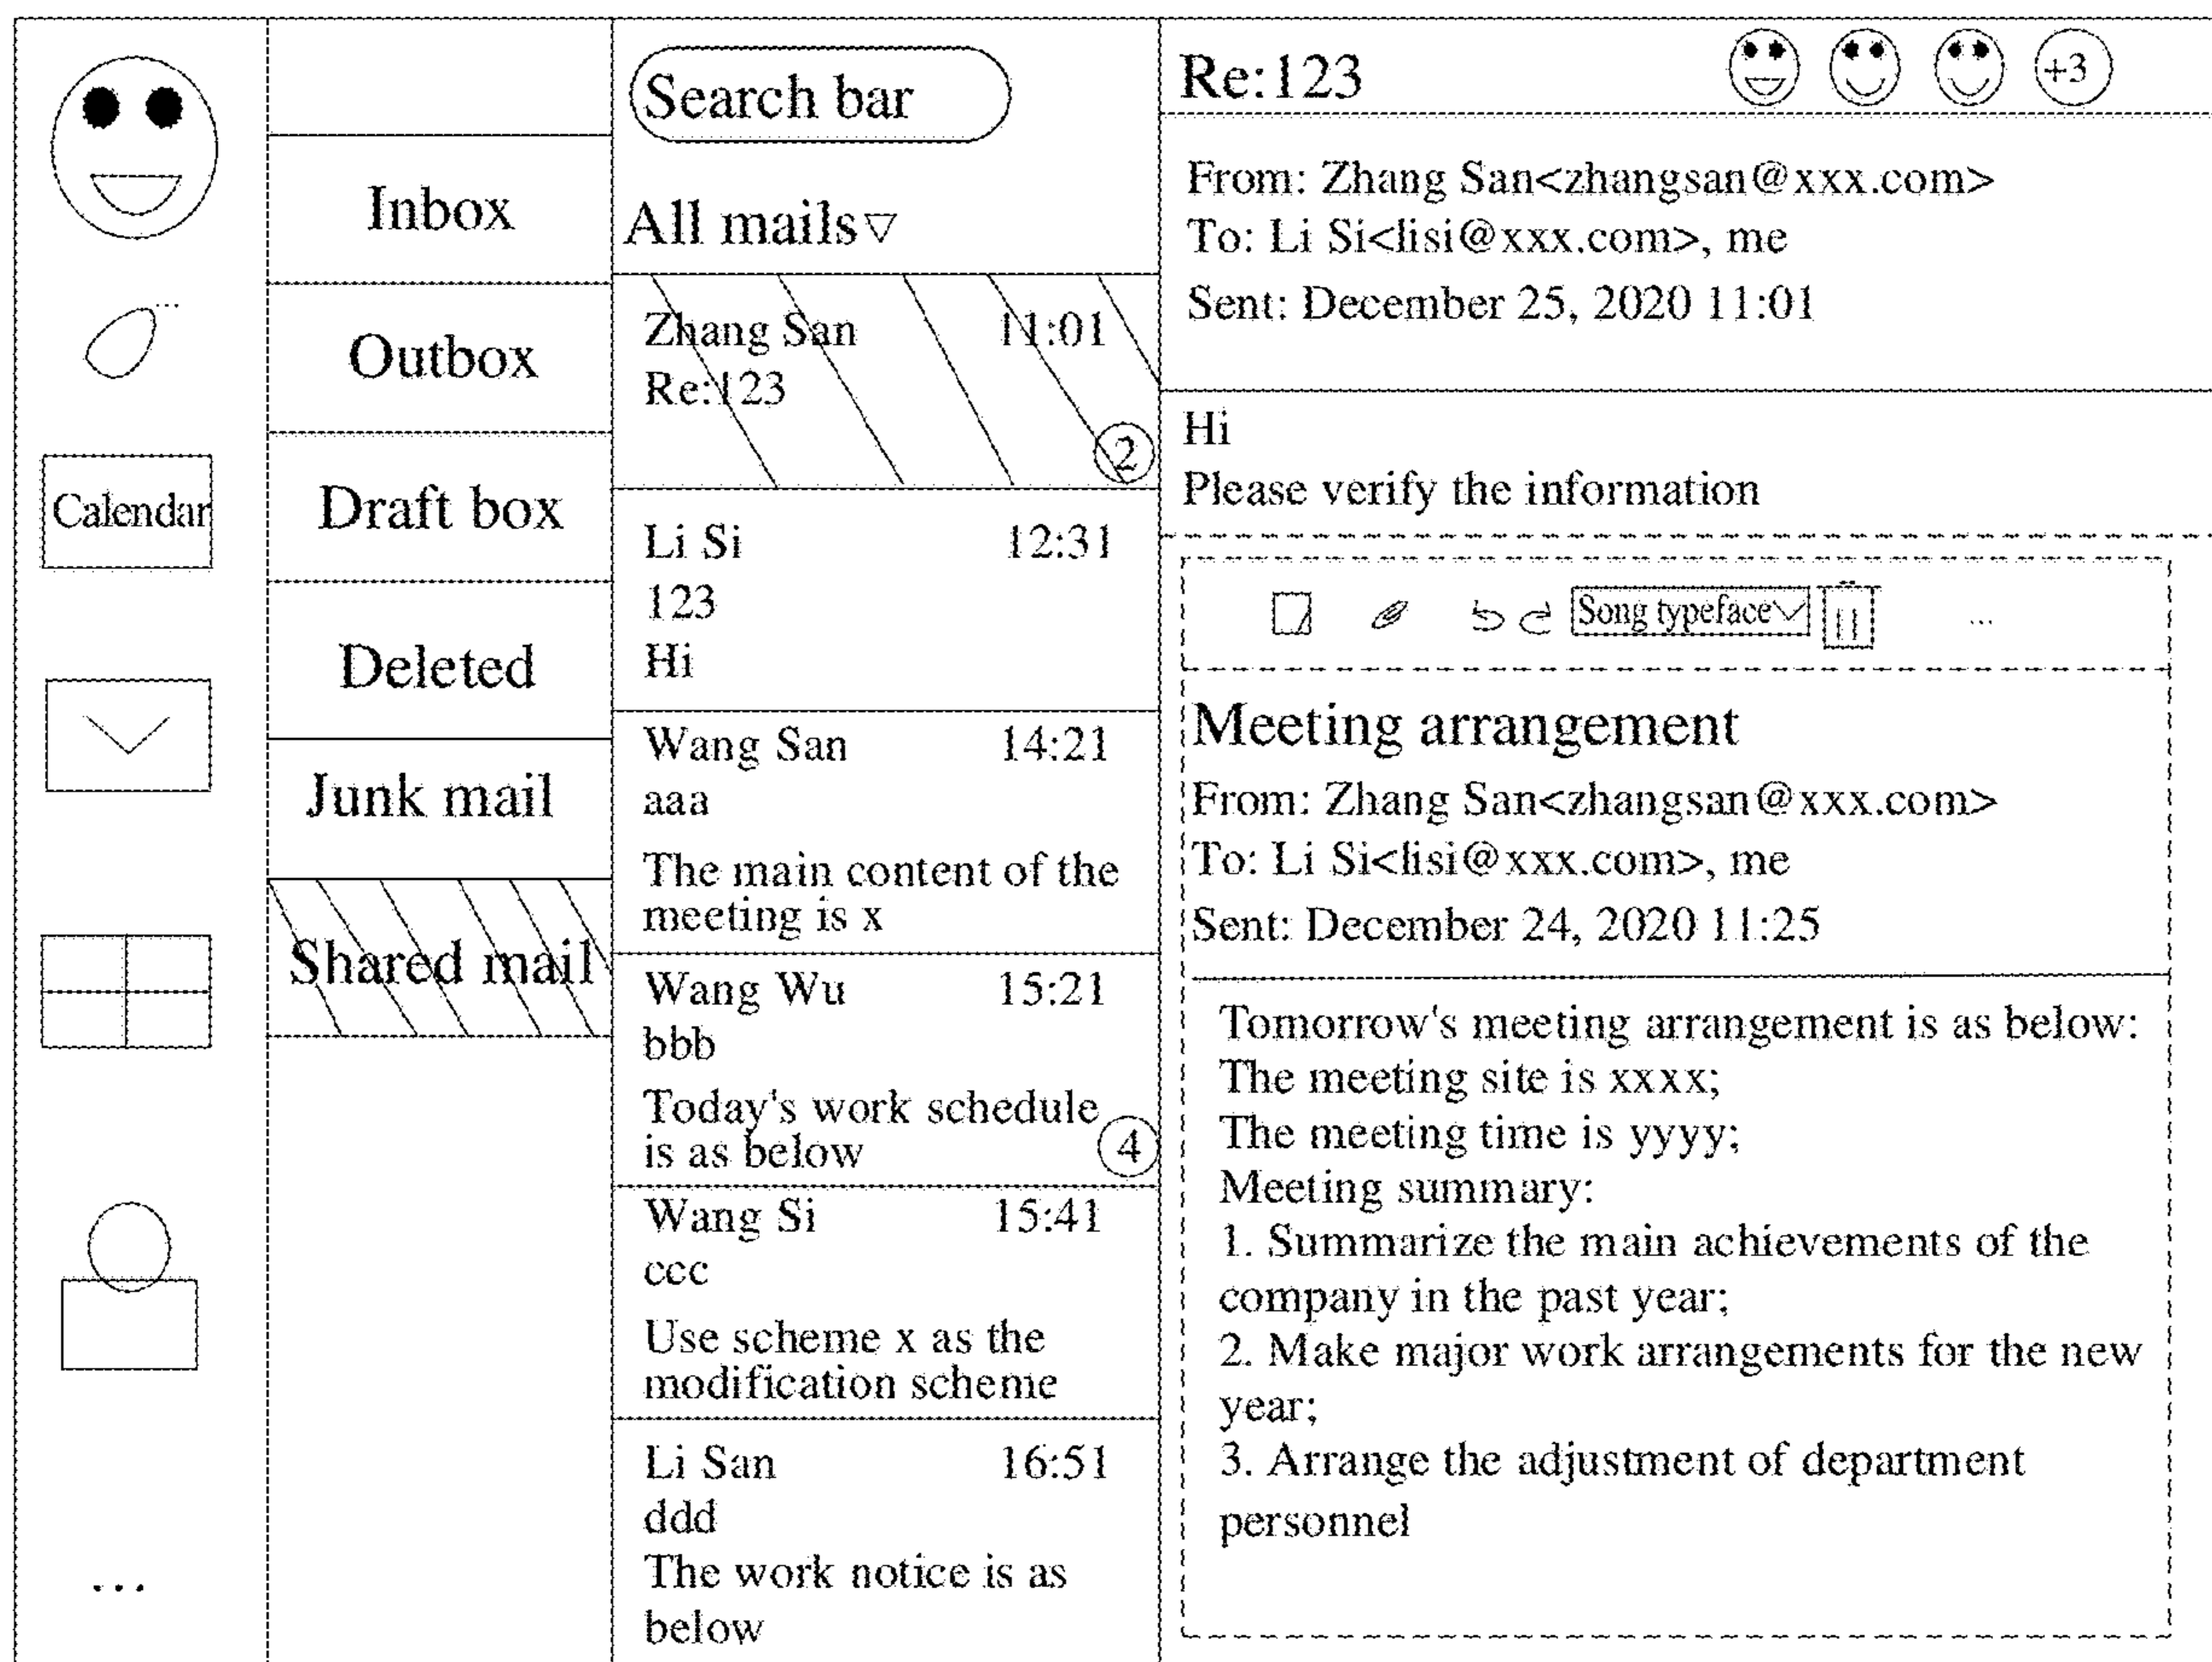 Calendar
...
Inbox
Outbox
Draft box
Deleted
Junk mail
Shared mail
Search bar
All mails▽
Zhang San 11:01
Re:123
2
Li Si 12:31
123
Hi
Wang San 14:21
aaa
The main content of the
meeting is x
Wang Wu 15:21
bbb
Today's work schedule
is as below
4
Wang Si 15:41
ccc
Use scheme x as the
modification scheme
Li San 16:51
ddd
The work notice is as
below
Re:123 +3
From: Zhang San<zhangsan@xxx.com>
To: Li Si<lisi@xxx.com>, me
Sent: December 25, 2020 11:01
Hi
Please verify the information
Song typeface ...
Meeting arrangement
From: Zhang San<zhangsan@xxx.com>
To: Li Si<lisi@xxx.com>, me
Sent: December 24, 2020 11:25
Tomorrow's meeting arrangement is as below:
The meeting site is xxxx;
The meeting time is yyyy;
Meeting summary:
1. Summarize the main achievements of the
company in the past year;
2. Make major work arrangements for the new
year;
3. Arrange the adjustment of department
personnel